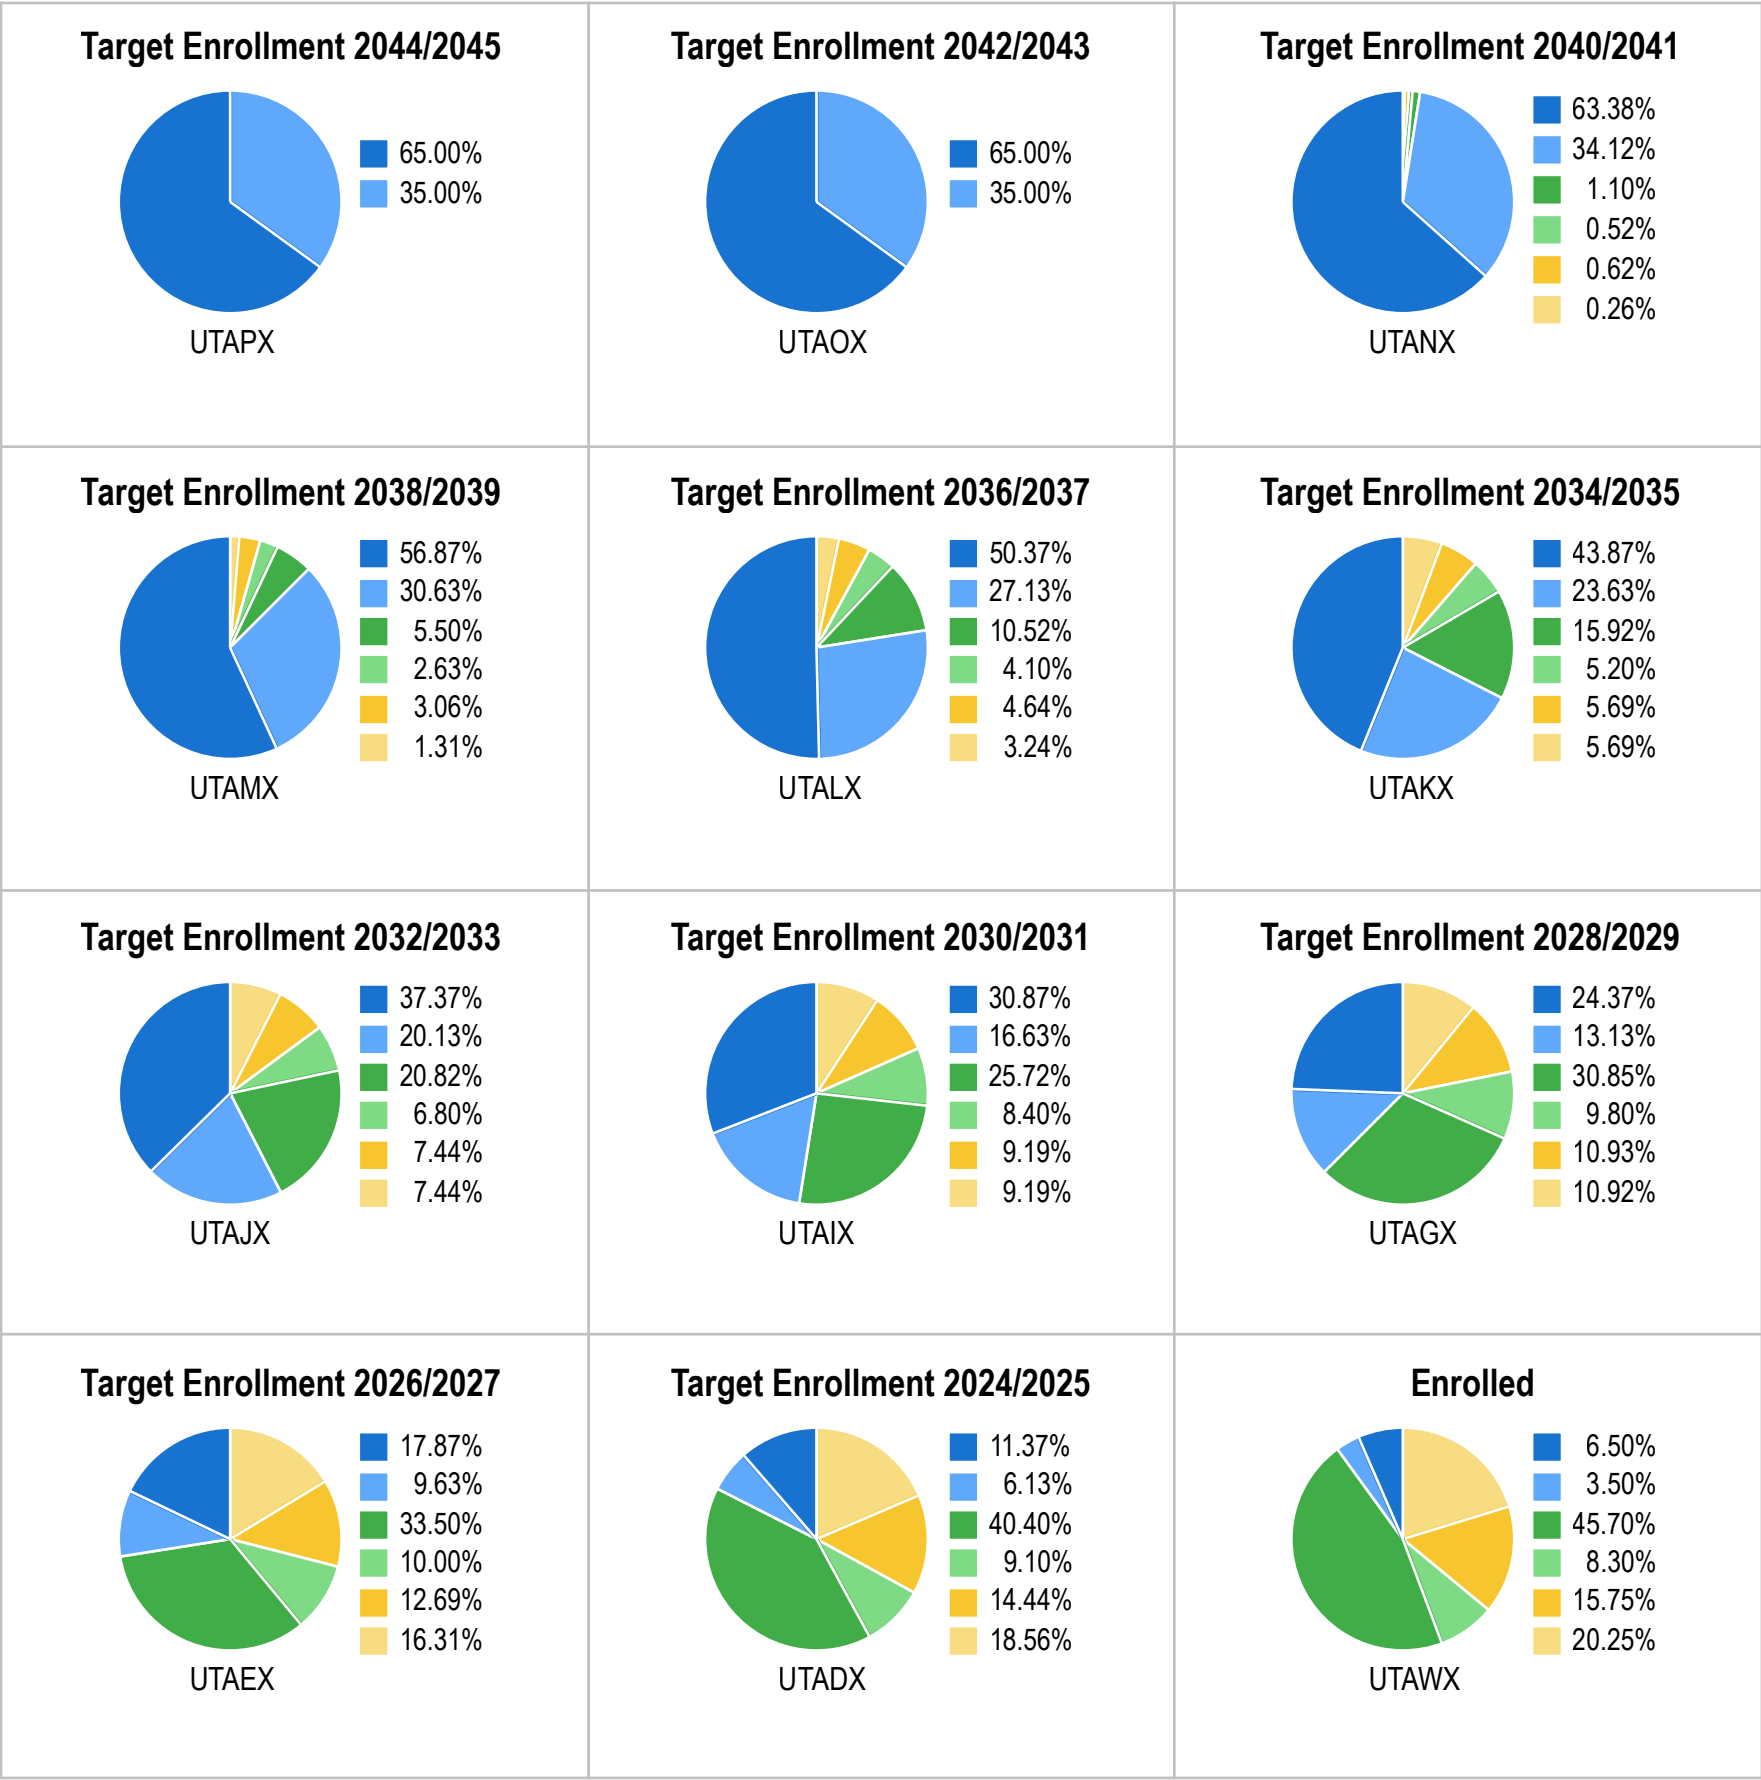 Target Enrollment 2044/2045
65.00%
35.00%
UTAPX
Target Enrollment 2042/2043
65.00%
35.00%
UTAOX
Target Enrollment 2040/2041
63.38%
34.12%
1.10%
0.52%
0.62%
0.26%
UTANX
Target Enrollment 2038/2039
56.87%
30.63%
5.50%
2.63%
3.06%
1.31%
UTAMX
Target Enrollment 2036/2037
50.37%
27.13%
10.52%
4.10%
4.64%
3.24%
UTALX
Target Enrollment 2034/2035
43.87%
23.63%
15.92%
5.20%
5.69%
5.69%
UTAKX
Target Enrollment 2032/2033
37.37%
20.13%
20.82%
6.80%
7.44%
7.44%
UTAJX
Target Enrollment 2030/2031
30.87%
16.63%
25.72%
8.40%
9.19%
9.19%
UTAIX
Target Enrollment 2028/2029
24.37%
13.13%
30.85%
9.80%
10.93%
10.92%
UTAGX
Target Enrollment 2026/2027
17.87%
9.63%
33.50%
10.00%
12.69%
16.31%
UTAEX
Target Enrollment 2024/2025
11.37%
6.13%
40.40%
9.10%
14.44%
18.56%
UTADX
Enrolled
6.50%
3.50%
45.70%
8.30%
15.75%
20.25%
UTAWX